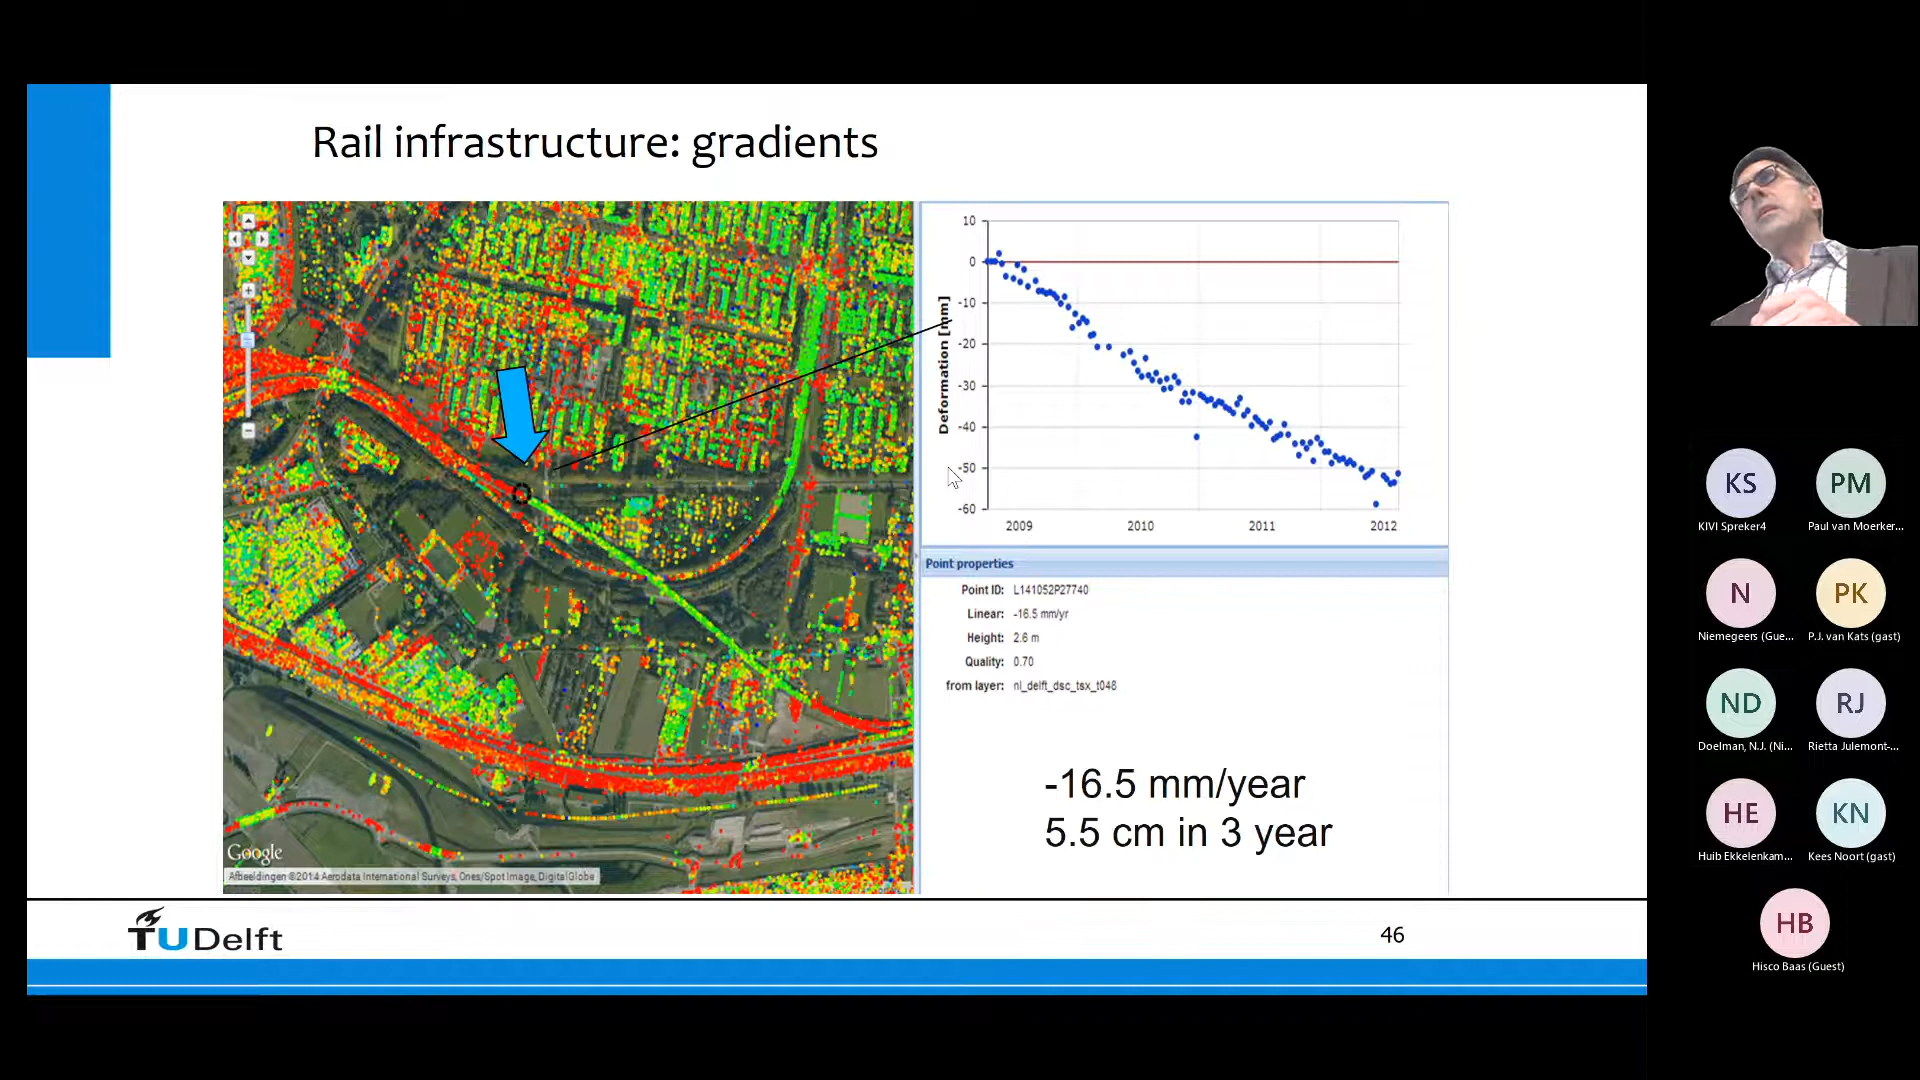 Rail infrastructure: gradients
Google
Afbeeldingen ©2014 Aerodata International Surveys, Cnes/Spot Image, DigitalGlobe
Deformation [mm]
10
0
-10
-20
-30
-40
-50
-60
2009
2010
2011
2012
Point properties
Point ID: L141052P27740
Linear: -16.5 mm/yr
Height: 2.6 m
Quality: 0.70
from layer: nl_delft_dsc_tsx_t048
-16.5 mm/year
5.5 cm in 3 year
TU Delft
46
KS
KIVI Spreker4
PM
Paul van Moerker...
N
Niemegeers (Gue...
PK
P.J. van Kats (gast)
ND
Doelman, N.J. (Ni...
RJ
Rietta Julemont-...
HE
Huib Ekkelenkam...
KN
Kees Noort (gast)
HB
Hisco Baas (Guest)